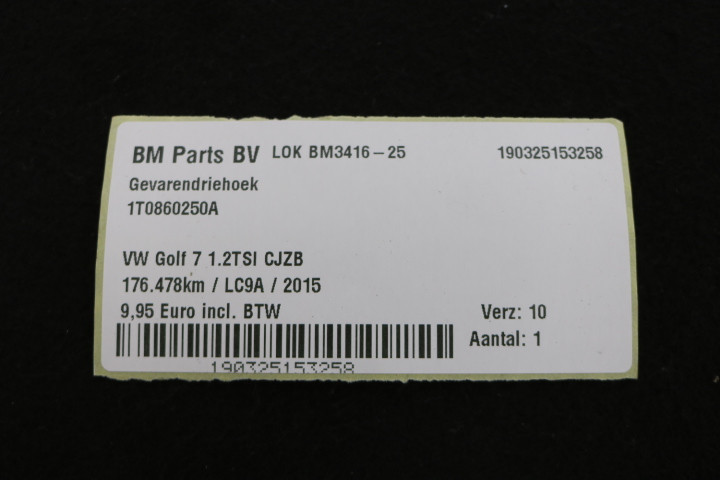 BM Parts BV LOK BM3416-25 190325153258
Gevarendriehoek
1T0860250A
VW Golf 7 1.2TSI CJZB
176.478km / LC9A / 2015
9,95 Euro incl. BTW Verz: 10
Aantal: 1
190325153258